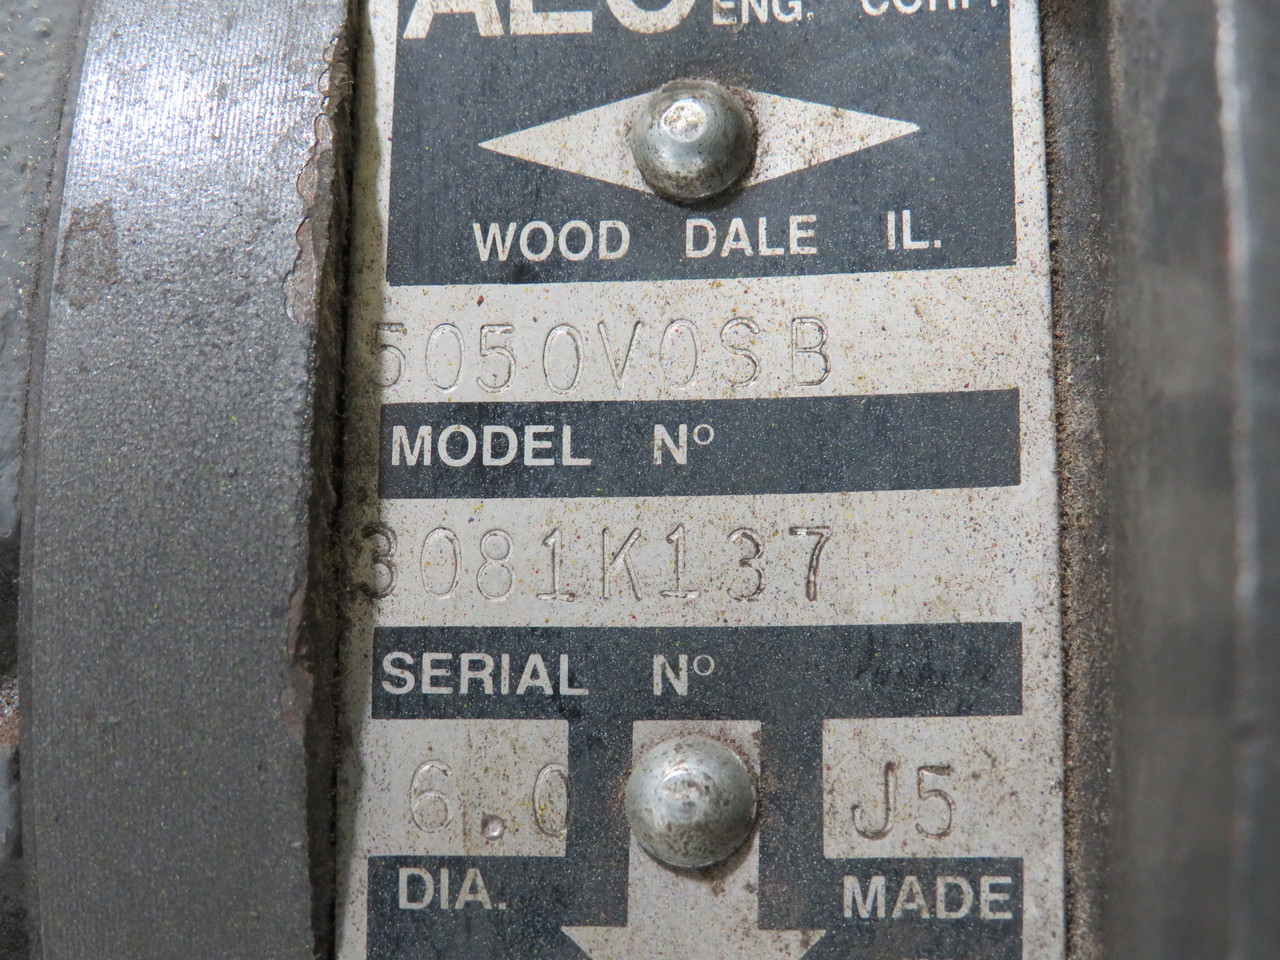 ENG. CORP.
WOOD DALE IL.
5050V0SB
MODEL Nº
3081K137
SERIAL Nº
6.0 J5
DIA. MADE